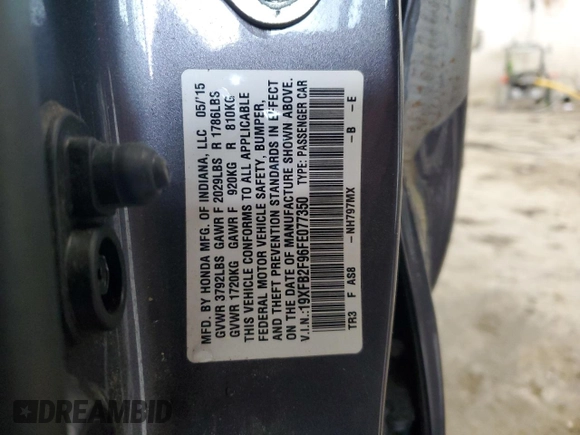 MFD. BY HONDA MFG. OF INDIANA, LLC 05/'15
GVWR 3792LBS GAWR F 2029LBS R 1786LBS
GVWR 1720KG GAWR F 920KG R 810KG
THIS VEHICLE CONFORMS TO ALL APPLICABLE
FEDERAL MOTOR VEHICLE SAFETY, BUMPER,
AND THEFT PREVENTION STANDARDS IN EFFECT
ON THE DATE OF MANUFACTURE SHOWN ABOVE.
V.I.N.:19XFB2F96FE077350 TYPE: PASSENGER CAR
TR3 F AS8 - NH797MX - B - E
DREAMBID